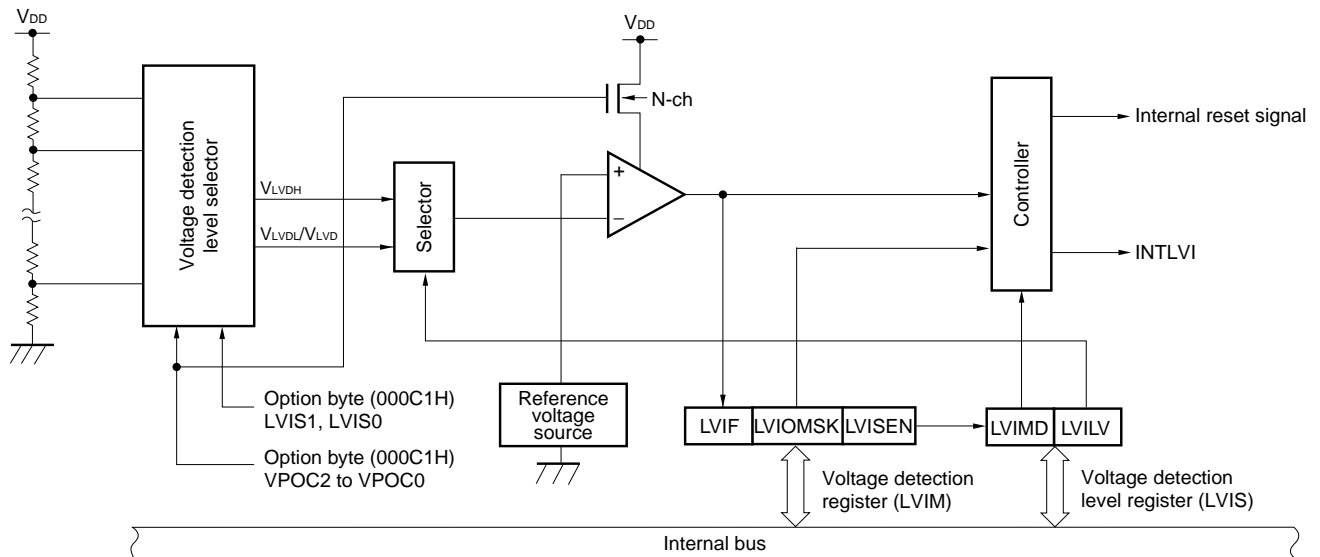 VDD
VDD
N-ch
Voltage detection
level selector
VLVDH
VLVDL/VLVD
Selector
+
−
Controller
Internal reset signal
INTLVI
Option byte (000C1H)
LVIS1, LVIS0
Option byte (000C1H)
VPOC2 to VPOC0
Reference
voltage
source
LVIF
LVIOMSK
LVISEN
LVIMD
LVILV
Voltage detection
register (LVIM)
Voltage detection
level register (LVIS)
Internal bus